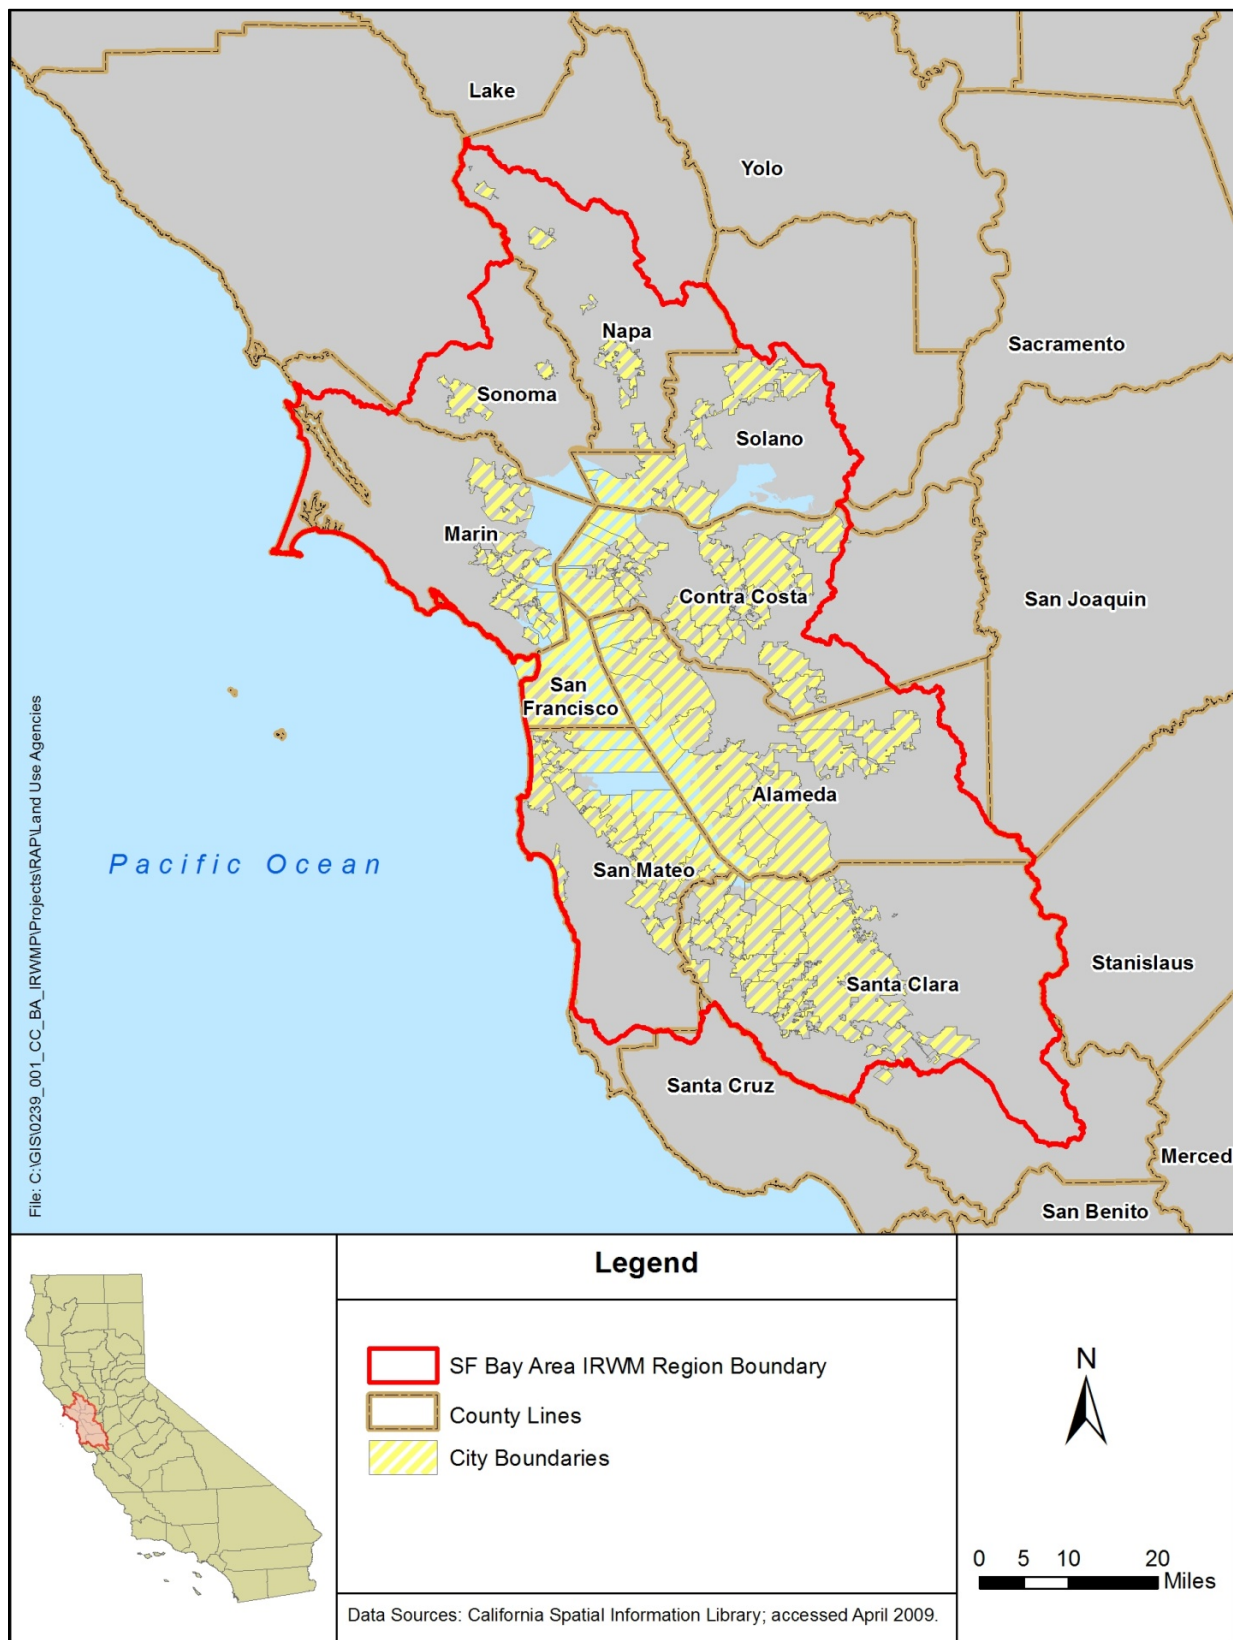 Lake
Yolo
Napa
Sacramento
Sonoma
Solano
Marin
Contra Costa
San Joaquin
San
Francisco
Alameda
Pacific Ocean
San Mateo
Stanislaus
Santa Clara
Santa Cruz
Merced
San Benito
File: C:\GIS\0239_001_CC_BA_IRWMP\Projects\RAP\Land Use Agencies
Legend
SF Bay Area IRWM Region Boundary
County Lines
City Boundaries
Data Sources: California Spatial Information Library; accessed April 2009.
N
0 5 10 20
Miles